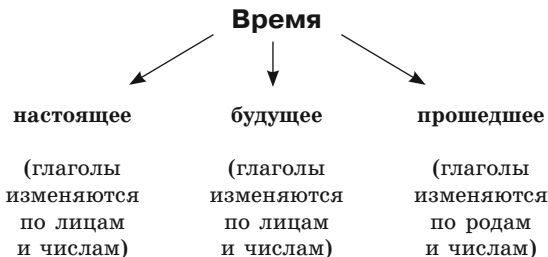 Время
настоящее будущее прошедшее
(глаголы (глаголы (глаголы
изменяются изменяются изменяются
по лицам по лицам по родам
и числам) и числам) и числам)